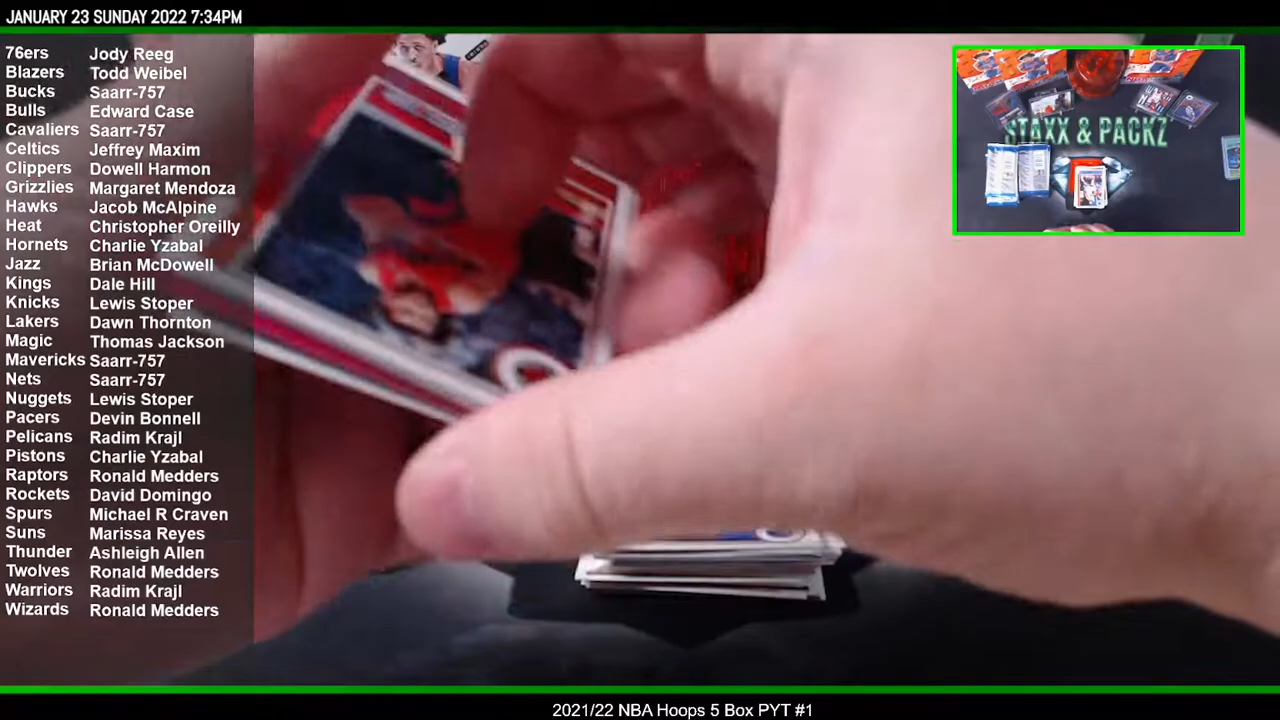 JANUARY 23 SUNDAY 2022 7:34PM
76ers Jody Reeg
Blazers Todd Weibel
Bucks Saarr-757
Bulls Edward Case
Cavaliers Saarr-757
Celtics Jeffrey Maxim
Clippers Dowell Harmon
Grizzlies Margaret Mendoza
Hawks Jacob McAlpine
Heat Christopher Oreilly
Hornets Charlie Yzabal
Jazz Brian McDowell
Kings Dale Hill
Knicks Lewis Stoper
Lakers Dawn Thornton
Magic Thomas Jackson
Mavericks Saarr-757
Nets Saarr-757
Nuggets Lewis Stoper
Pacers Devin Bonnell
Pelicans Radim Krajl
Pistons Charlie Yzabal
Raptors Ronald Medders
Rockets David Domingo
Spurs Michael R Craven
Suns Marissa Reyes
Thunder Ashleigh Allen
Twolves Ronald Medders
Warriors Radim Krajl
Wizards Ronald Medders
STAXX & PACKZ
2021/22 NBA Hoops 5 Box PYT #1